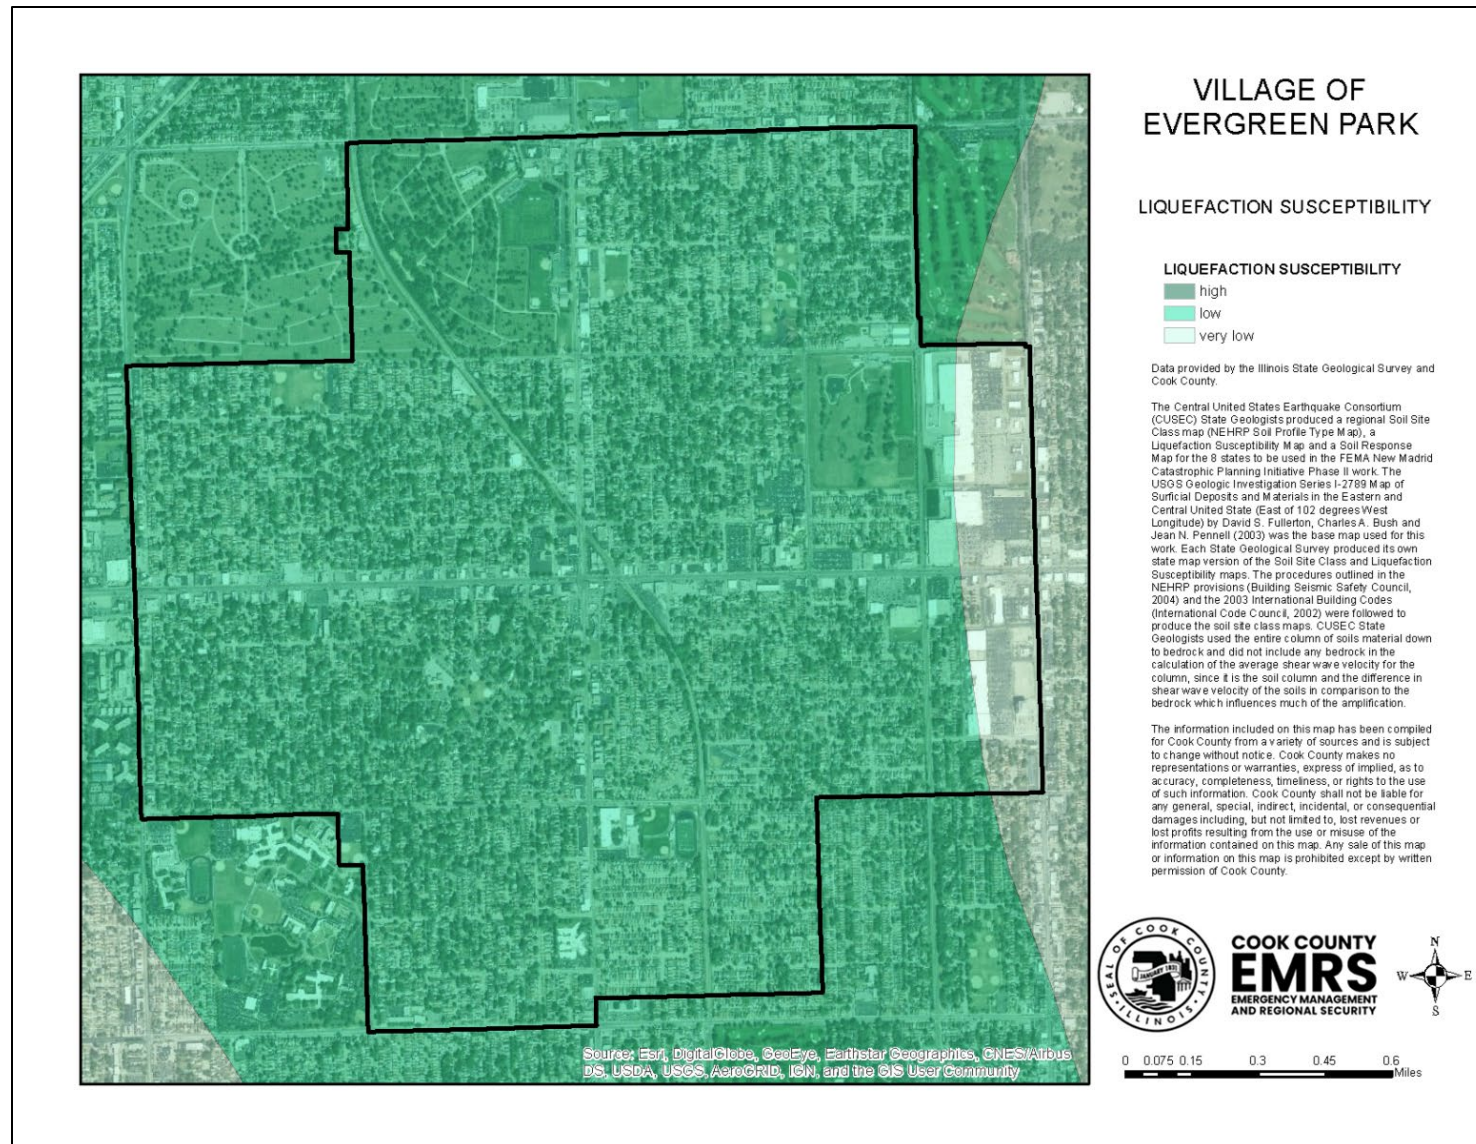 VILLAGE OF
EVERGREEN PARK
LIQUEFACTION SUSCEPTIBILITY
LIQUEFACTION SUSCEPTIBILITY
high
low
very low
Data provided by the Illinois State Geological Survey and
Cook County.
The Central United States Earthquake Consortium
(CUSEC) State Geologists produced a regional Soil Site
Class map (NEHRP Soil Profile Type Map), a
Liquefaction Susceptibility Map and a Soil Response
Map for the 8 states to be used in the FEMA New Madrid
Catastrophic Planning Initiative Phase II work. The
USGS Geologic Investigation Series I-2789 Map of
Surficial Deposits and Materials in the Eastern and
Central United State (East of 102 degrees West
Longitude) by David S. Fullerton, Charles A. Bush and
Jean N. Pennell (2003) was the base map used for this
work. Each State Geological Survey produced its own
state map version of the Soil Site Class and Liquefaction
Susceptibility maps. The procedures outlined in the
NEHRP provisions (Building Seismic Safety Council,
2004) and the 2003 International Building Codes
(International Code Council, 2002) were followed to
produce the soil site class maps. CUSEC State
Geologists used the entire column of soils material down
to bedrock and did not include any bedrock in the
calculation of the average shear wave velocity for the
column, since it is the soil column and the difference in
shear wave velocity of the soils in comparison to the
bedrock which influences much of the amplification.
The information included on this map has been compiled
for Cook County from a variety of sources and is subject
to change without notice. Cook County makes no
representations or warranties, express of implied, as to
accuracy, completeness, timeliness, or rights to the use
of such information. Cook County shall not be liable for
any general, special, indirect, incidental, or consequential
damages including, but not limited to, lost revenues or
lost profits resulting from the use or misuse of the
information contained on this map. Any sale of this map
or information on this map is prohibited except by written
permission of Cook County.
SEAL OF COOK COUNTY
JANUARY 1831
ILLINOIS
COOK COUNTY
EMRS
EMERGENCY MANAGEMENT
AND REGIONAL SECURITY
N
W E
S
0 0.075 0.15 0.3 0.45 0.6
Miles
Source: Esri, DigitalGlobe, GeoEye, Earthstar Geographics, CNES/Airbus
DS, USDA, USGS, AeroGRID, IGN, and the GIS User Community